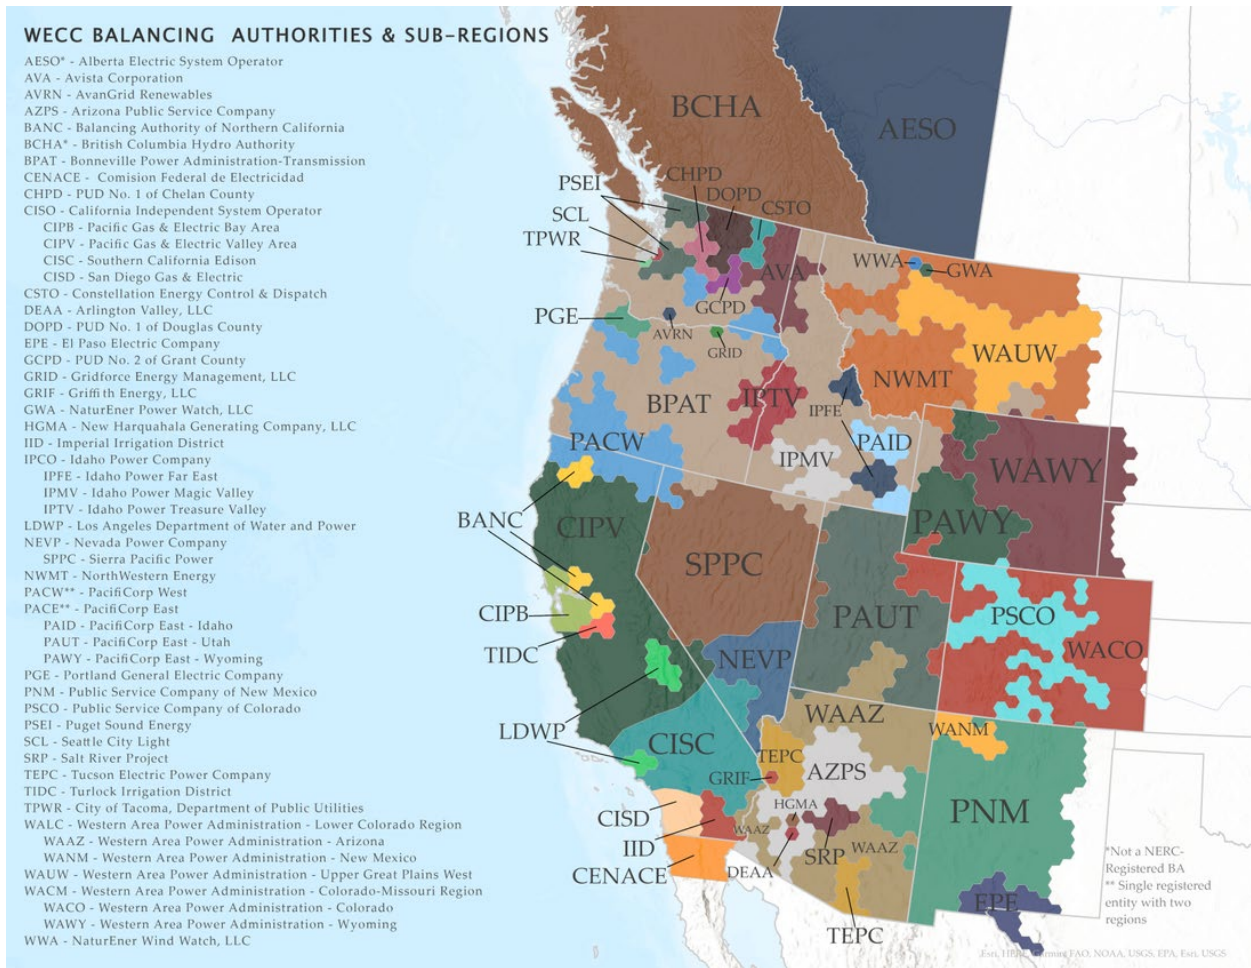 WECC BALANCING AUTHORITIES & SUB-REGIONS
AESO* - Alberta Electric System Operator
AVA - Avista Corporation
AVRN - AvanGrid Renewables
AZPS - Arizona Public Service Company
BANC - Balancing Authority of Northern California
BCHA* - British Columbia Hydro Authority
BPAT - Bonneville Power Administration-Transmission
CENACE - Comision Federal de Electricidad
CHPD - PUD No. 1 of Chelan County
CISO - California Independent System Operator
CIPB - Pacific Gas & Electric Bay Area
CIPV - Pacific Gas & Electric Valley Area
CISC - Southern California Edison
CISD - San Diego Gas & Electric
CSTO - Constellation Energy Control & Dispatch
DEAA - Arlington Valley, LLC
DOPD - PUD No. 1 of Douglas County
EPE - El Paso Electric Company
GCPD - PUD No. 2 of Grant County
GRID - Gridforce Energy Management, LLC
GRIF - Griffith Energy, LLC
GWA - NaturEner Power Watch, LLC
HGMA - New Harquahala Generating Company, LLC
IID - Imperial Irrigation District
IPCO - Idaho Power Company
IPFE - Idaho Power Far East
IPMV - Idaho Power Magic Valley
IPTV - Idaho Power Treasure Valley
LDWP - Los Angeles Department of Water and Power
NEVP - Nevada Power Company
SPPC - Sierra Pacific Power
NWMT - NorthWestern Energy
PACW** - PacifiCorp West
PACE** - PacifiCorp East
PAID - PacifiCorp East - Idaho
PAUT - PacifiCorp East - Utah
PAWY - PacifiCorp East - Wyoming
PGE - Portland General Electric Company
PNM - Public Service Company of New Mexico
PSCO - Public Service Company of Colorado
PSEI - Puget Sound Energy
SCL - Seattle City Light
SRP - Salt River Project
TEPC - Tucson Electric Power Company
TIDC - Turlock Irrigation District
TPWR - City of Tacoma, Department of Public Utilities
WALC - Western Area Power Administration - Lower Colorado Region
WAAZ - Western Area Power Administration - Arizona
WANM - Western Area Power Administration - New Mexico
WAUW - Western Area Power Administration - Upper Great Plains West
WACM - Western Area Power Administration - Colorado-Missouri Region
WACO - Western Area Power Administration - Colorado
WAWY - Western Area Power Administration - Wyoming
WWA - NaturEner Wind Watch, LLC
BCHA
AESO
PSEI
CHPD
DOPD
CSTO
SCL
TPWR
AVA
WWA
GWA
GCPD
PGE
AVRN
GRID
WAUW
NWMT
BPAT
IPTV
IPFE
PACW
IPMV
PAID
WAWY
BANC
CIPV
PAWY
SPPC
CIPB
PAUT
PSCO
TIDC
WACO
NEVP
LDWP
CISC
WAAZ
WANM
TEPC
GRIF
AZPS
CISD
HGMA
PNM
WAAZ
IID
SRP
WAAZ
CENACE
DEAA
EPE
TEPC
*Not a NERC-
Registered BA
** Single registered
entity with two
regions
Esri, HERE, Garmin, FAO, NOAA, USGS, EPA, Esri, USGS